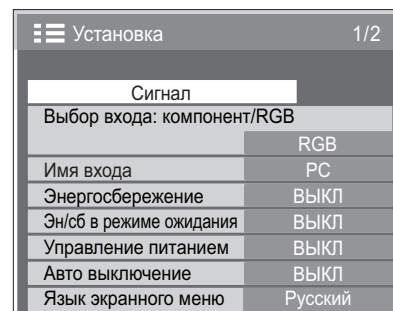 Установка 1/2
Сигнал
Выбор входа: компонент/RGB
RGB
Имя входа PC
Энергосбережение ВЫКЛ
Эн/сб в режиме ожидания ВЫКЛ
Управление питанием ВЫКЛ
Авто выключение ВЫКЛ
Язык экранного меню Русский